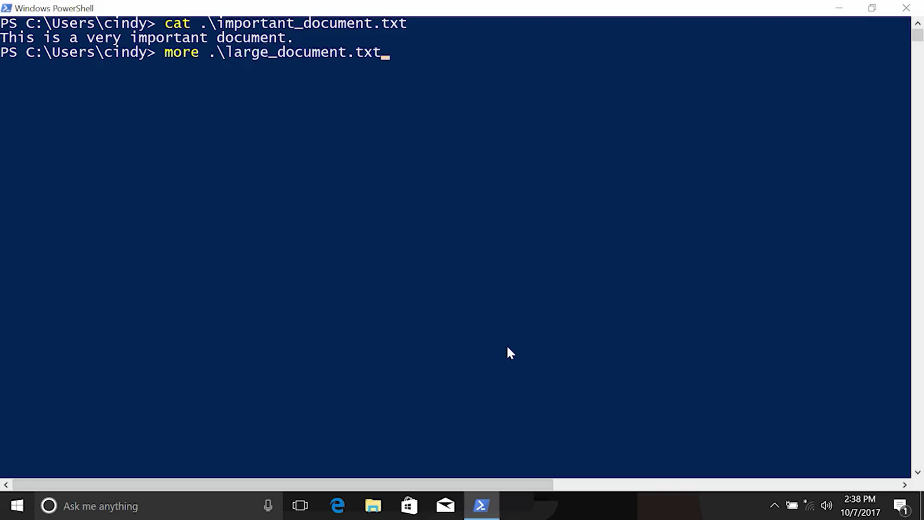 Windows PowerShell
PS C:\Users\cindy> cat .\important_document.txt
This is a very important document.
PS C:\Users\cindy> more .\large_document.txt
Ask me anything
2:38 PM
10/7/2017
1